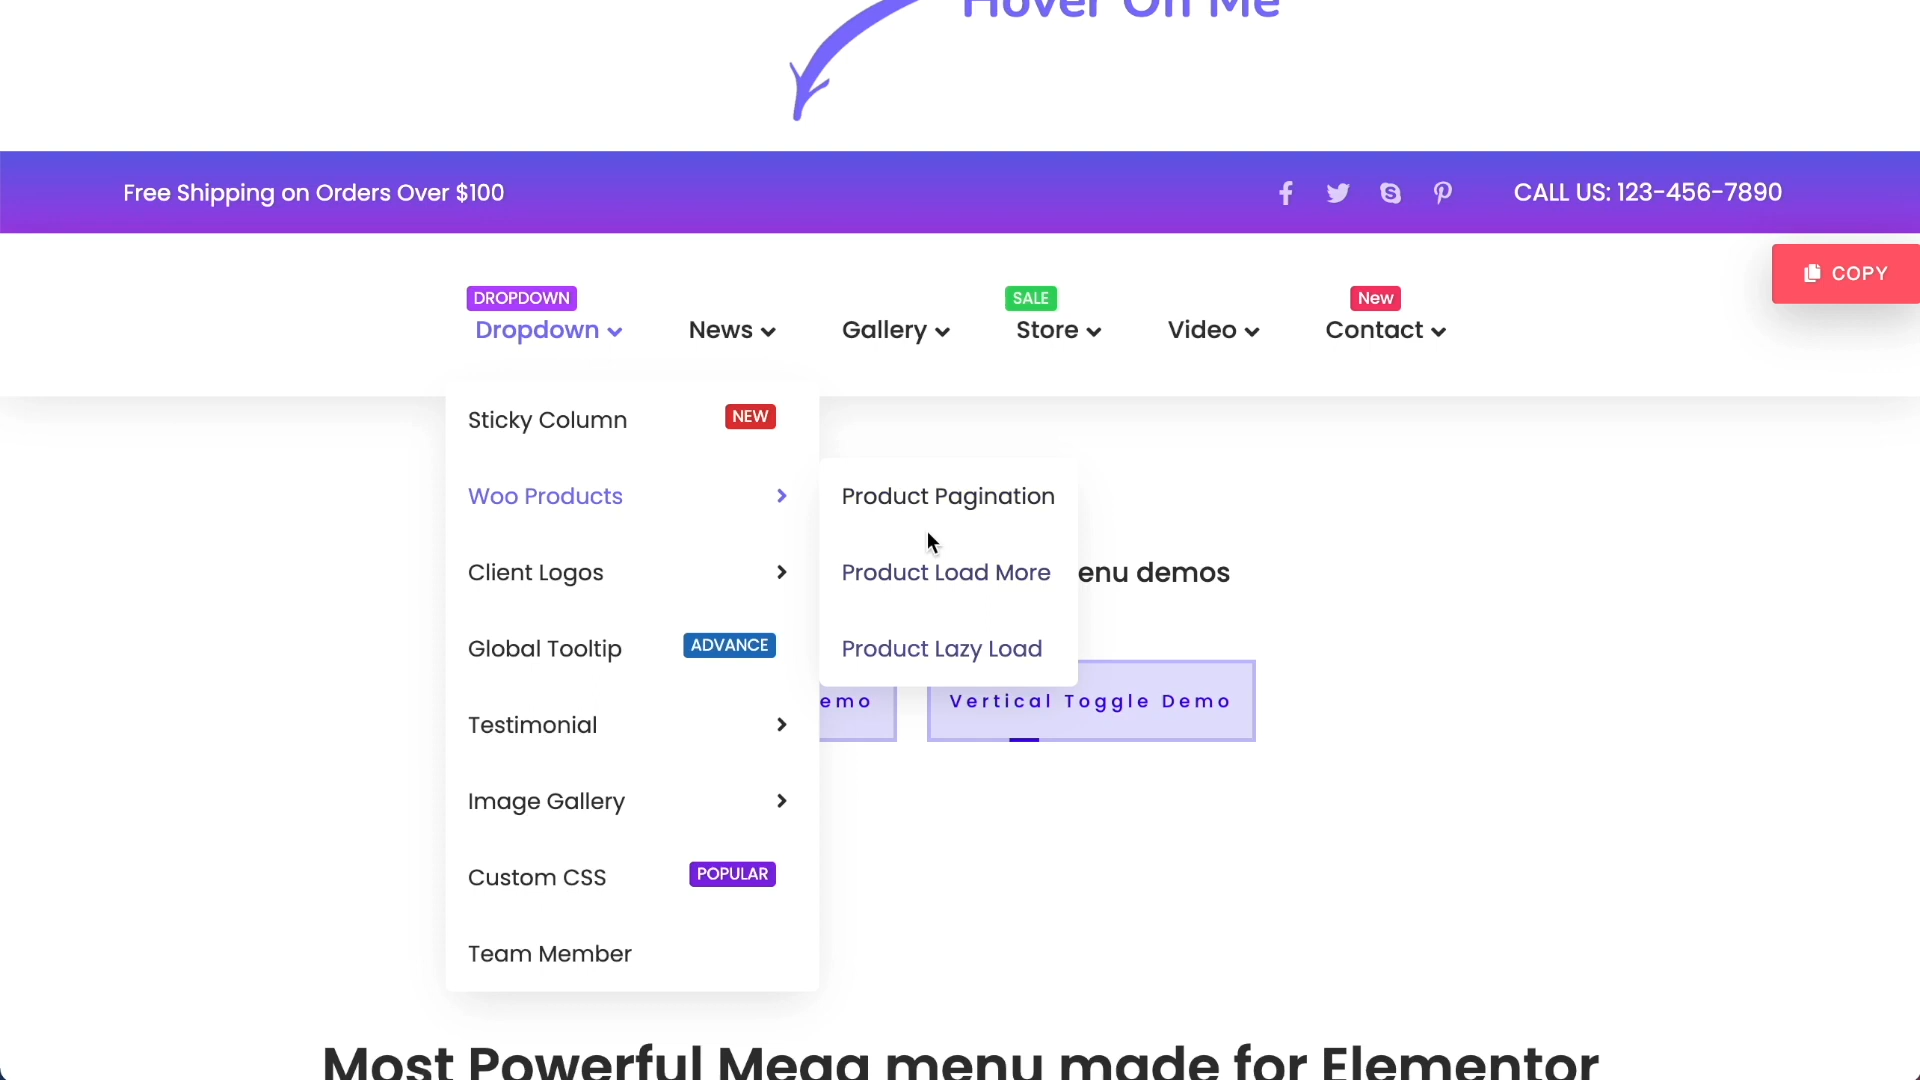 Hover On Me
Free Shipping on Orders Over $100
CALL US: 123-456-7890
COPY
DROPDOWN
SALE
New
Dropdown
News
Gallery
Store
Video
Contact
Sticky Column
NEW
Woo Products
Product Pagination
Client Logos
Product Load More
enu demos
Global Tooltip
ADVANCE
Product Lazy Load
emo
Vertical Toggle Demo
Testimonial
Image Gallery
Custom CSS
POPULAR
Team Member
Most Powerful Mega menu made for Elementor